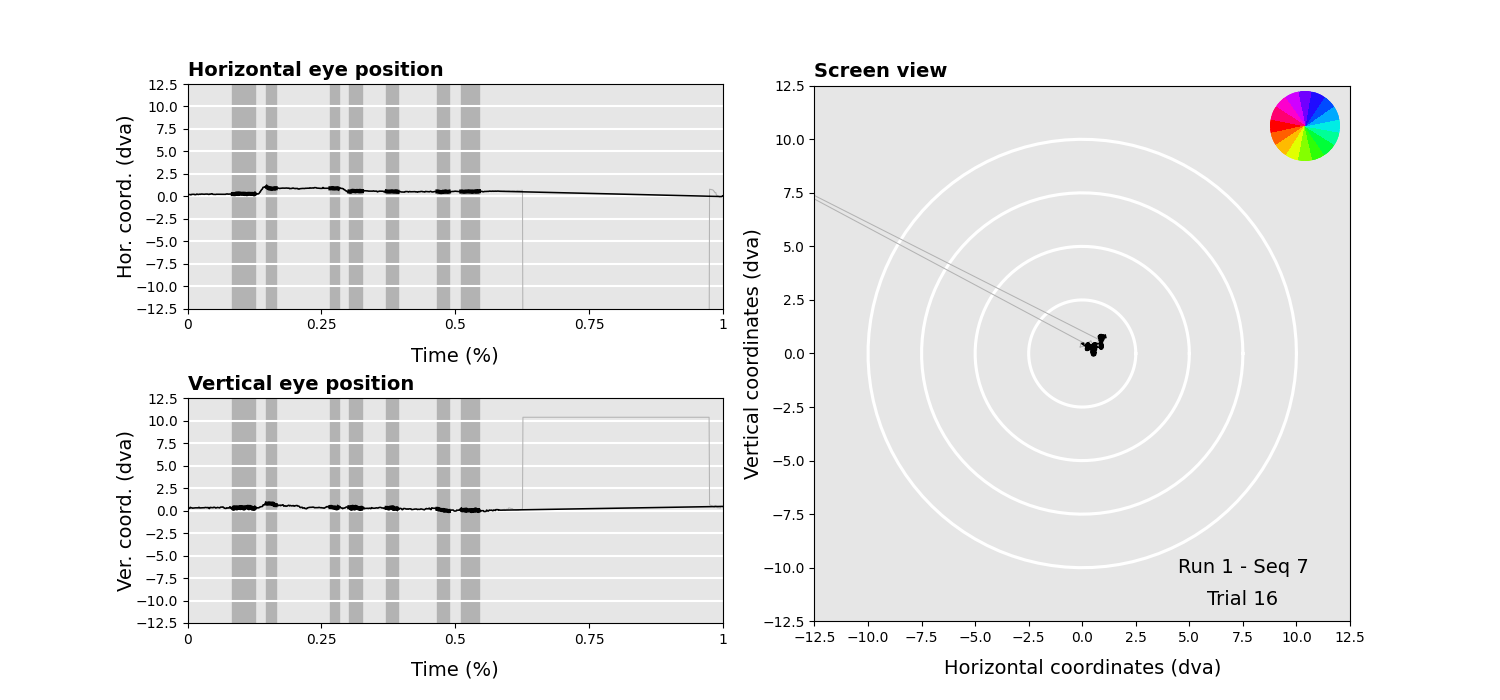 Horizontal eye position
Hor. coord. (dva)
12.5
10.0
7.5
5.0
2.5
0.0
−2.5
−5.0
−7.5
−10.0
−12.5
0 0.25 0.5 0.75 1
Time (%)
Vertical eye position
Ver. coord. (dva)
12.5
10.0
7.5
5.0
2.5
0.0
−2.5
−5.0
−7.5
−10.0
−12.5
0 0.25 0.5 0.75 1
Time (%)
Screen view
Vertical coordinates (dva)
12.5
10.0
7.5
5.0
2.5
0.0
−2.5
−5.0
−7.5
−10.0
−12.5
Run 1 - Seq 7
Trial 16
−12.5 −10.0 −7.5 −5.0 −2.5 0.0 2.5 5.0 7.5 10.0 12.5
Horizontal coordinates (dva)